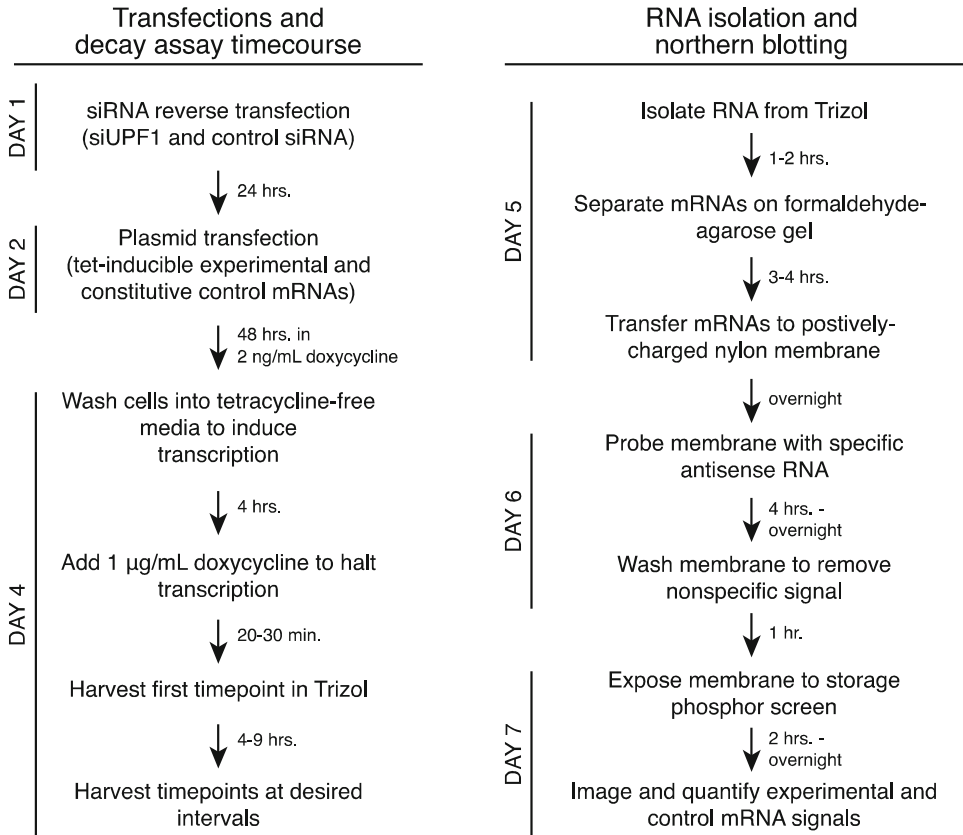 Transfections and
decay assay timecourse
DAY 1
siRNA reverse transfection
(siUPF1 and control siRNA)
24 hrs.
DAY 2
Plasmid transfection
(tet-inducible experimental and
constitutive control mRNAs)
48 hrs. in
2 ng/mL doxycycline
DAY 4
Wash cells into tetracycline-free
media to induce
transcription
4 hrs.
Add 1 µg/mL doxycycline to halt
transcription
20-30 min.
Harvest first timepoint in Trizol
4-9 hrs.
Harvest timepoints at desired
intervals
RNA isolation and
northern blotting
DAY 5
Isolate RNA from Trizol
1-2 hrs.
Separate mRNAs on formaldehyde-
agarose gel
3-4 hrs.
Transfer mRNAs to postively-
charged nylon membrane
overnight
DAY 6
Probe membrane with specific
antisense RNA
4 hrs. -
overnight
Wash membrane to remove
nonspecific signal
1 hr.
DAY 7
Expose membrane to storage
phosphor screen
2 hrs. -
overnight
Image and quantify experimental and
control mRNA signals